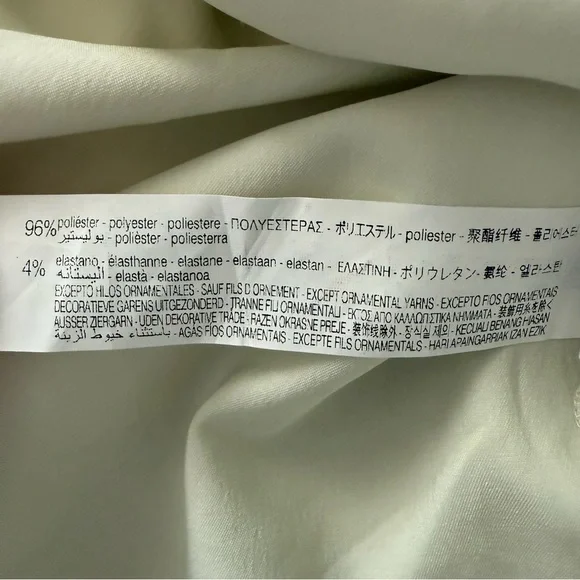 96% poliéster - polyester - poliestere - ΠΟΛΥΕΣΤΕΡΑΣ - ポリエステル - poliester - 聚酯纤维 - 폴리에스터
بوليستير - polièster - poliesterra
4% elastano - élasthanne - elastane - elastaan - elastan - ΕΛΑΣΤΙΝΗ - ポリウレタン - 氨纶 - 엘라스탄
اليستانه - elastà - elastanoa
EXCEPTO HILOS ORNAMENTALES - SAUF FILS D'ORNEMENT - EXCEPT ORNAMENTAL YARNS - EXCEPTO FIOS ORNAMENTAIS
DECORATIEVE GARENS UITGEZONDERD - TRANNE FILI ORNAMENTALI - ΕΚΤΟΣ ΑΠΟ ΚΑΛΛΩΠΙΣΤΙΚΑ ΝΗΜΜΑΤΑ - 装飾用糸を除く
AUSSER ZIERGARN - UDEN DEKORATIVE TRÅDE - RAZEN OKRASNE PREJE - 装饰线除外 - 장식실 제외 - KECUALI BENANG HIASAN
باستثناء خيوط الزينة - AGAS FIOS ORNAMENTAIS - EXCEPTE FILS ORNAMENTALS - HARI APAINGARRIAK IZAN EZIK